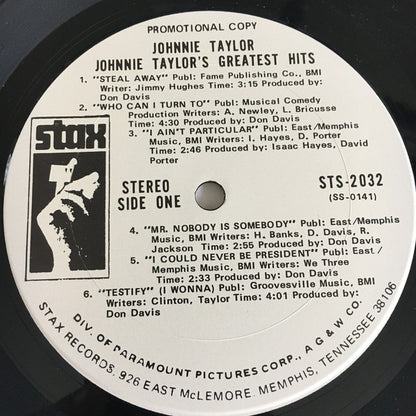 PROMOTIONAL COPY
JOHNNIE TAYLOR
JOHNNIE TAYLOR'S GREATEST HITS
1. "STEAL AWAY" Publ: Fame Publishing Co., BMI
Writer: Jimmy Hughes Time: 3:15 Produced by:
Don Davis
2. "WHO CAN I TURN TO" Publ: Musical Comedy
Production Writers: A. Newley, L. Bricusse
Time: 4:30 Produced by: Don Davis
3. "I AIN'T PARTICULAR" Publ: East/Memphis
Music, BMI Writers: I. Hayes, D. Porter
Time: 2:46 Produced by: Isaac Hayes, David
Porter
stax
STEREO
SIDE ONE
STS-2032
(SS-0141)
4. "MR. NOBODY IS SOMEBODY" Publ: East/Memphis
Music, BMI Writers: H. Banks, D. Davis, R.
Jackson Time: 2:55 Produced by: Don Davis
5. "I COULD NEVER BE PRESIDENT" Publ: East/
Memphis Music, BMI Writers: We Three
Time: 2:33 Produced by: Don Davis
6. "TESTIFY" (I WONNA) Publ: Groovesville Music, BMI
Writers: Clinton, Taylor Time: 4:01 Produced by:
Don Davis
DIV. OF PARAMOUNT PICTURES CORP., A G & W CO.
STAX RECORDS, 926 EAST McLEMORE, MEMPHIS, TENNESSEE 38106